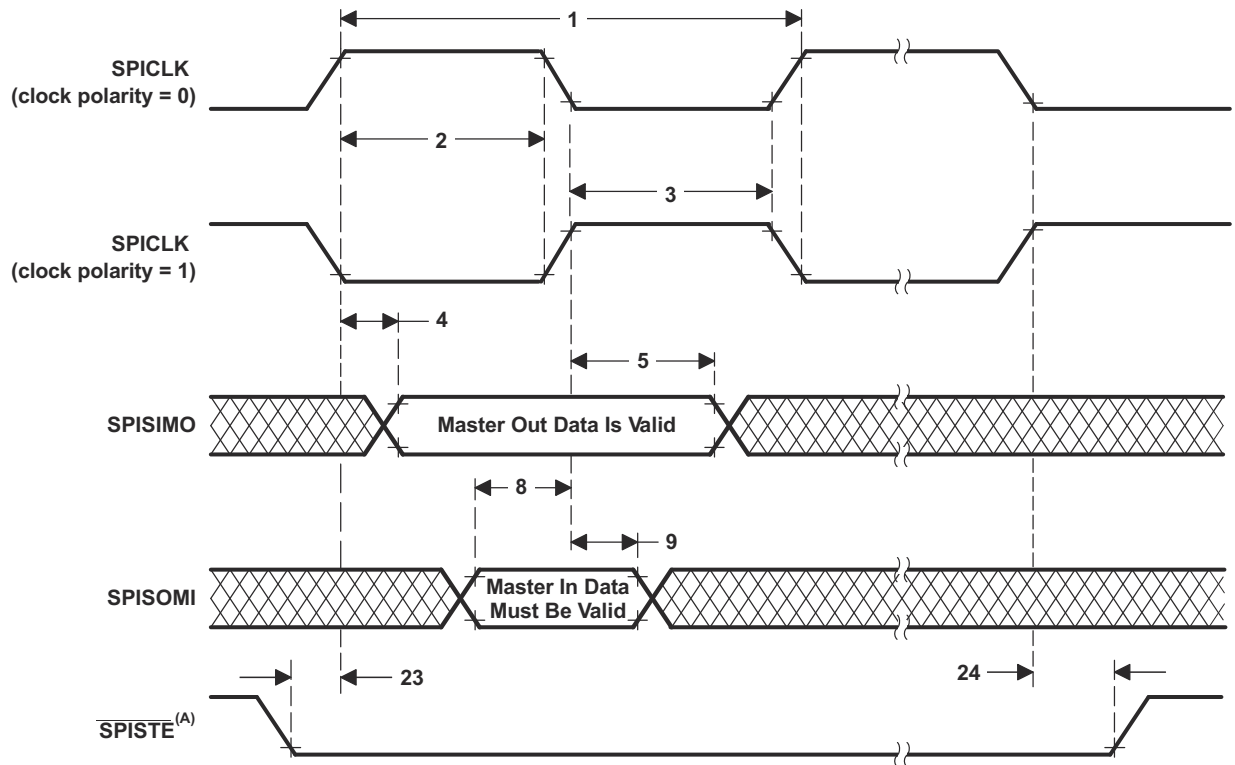 1
SPICLK
(clock polarity = 0)
2
3
SPICLK
(clock polarity = 1)
4
5
SPISIMO
Master Out Data Is Valid
8
9
SPISOMI
Master In Data
Must Be Valid
23
24
SPISTE(A)